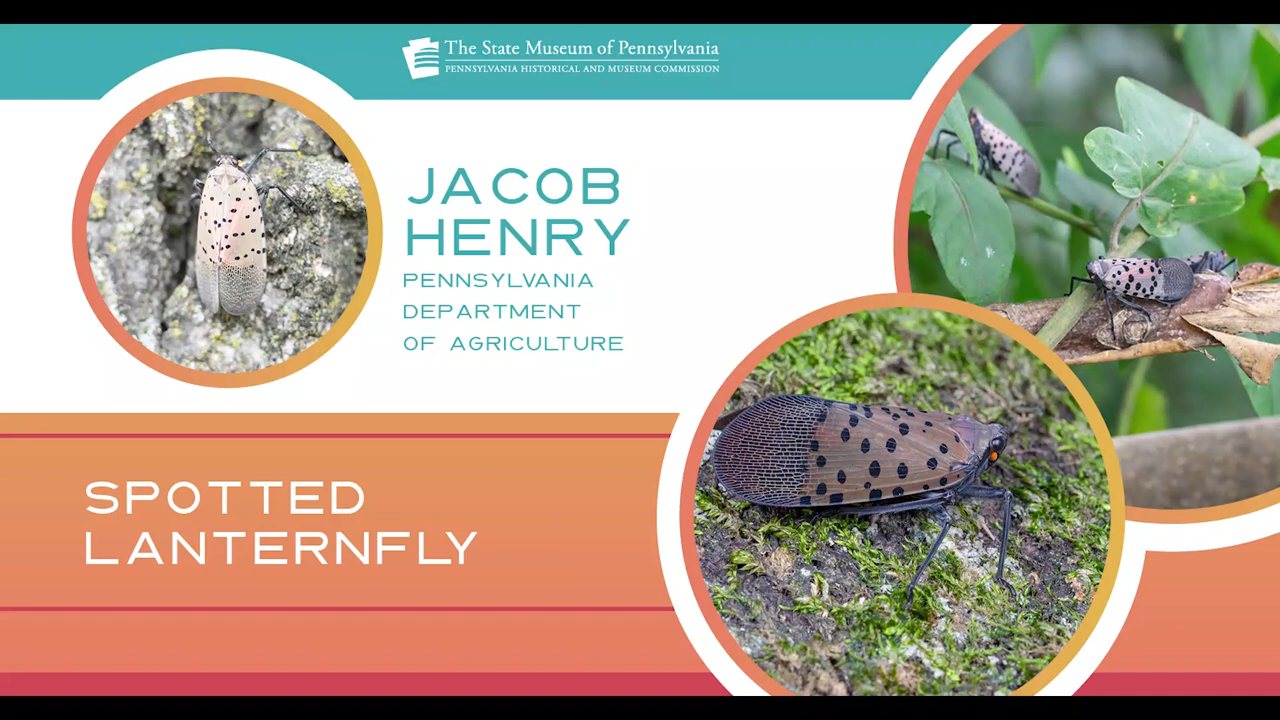 The State Museum of Pennsylvania
PENNSYLVANIA HISTORICAL AND MUSEUM COMMISSION
JACOB
HENRY
PENNSYLVANIA
DEPARTMENT
OF AGRICULTURE
SPOTTED
LANTERNFLY